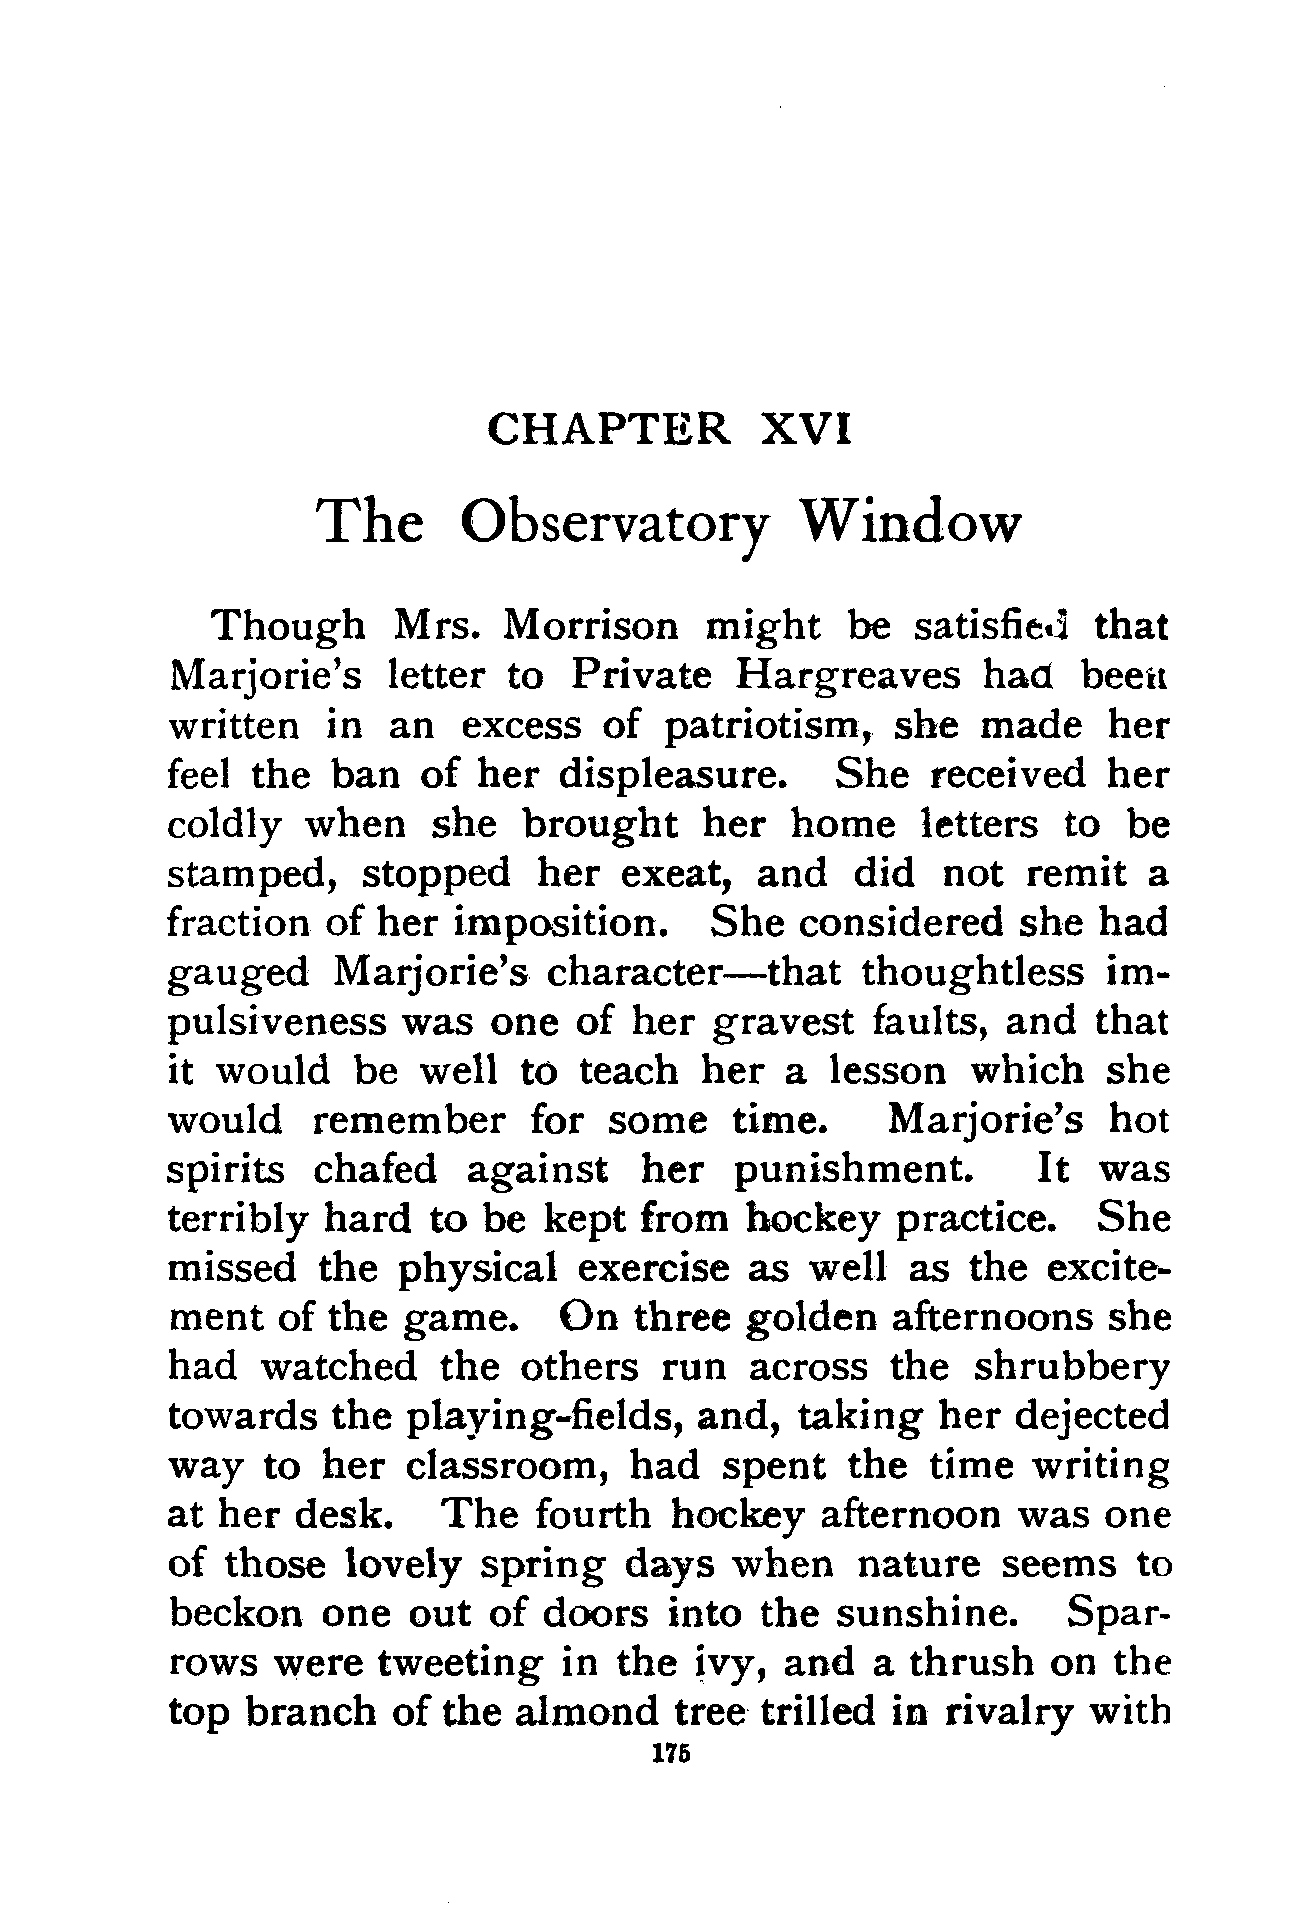 CHAPTER XVI
The Observatory Window
Though Mrs. Morrison might be satisfied that
Marjorie's letter to Private Hargreaves had been
written in an excess of patriotism, she made her
feel the ban of her displeasure. She received her
coldly when she brought her home letters to be
stamped, stopped her exeat, and did not remit a
fraction of her imposition. She considered she had
gauged Marjorie's character—that thoughtless im-
pulsiveness was one of her gravest faults, and that
it would be well to teach her a lesson which she
would remember for some time. Marjorie's hot
spirits chafed against her punishment. It was
terribly hard to be kept from hockey practice. She
missed the physical exercise as well as the excite-
ment of the game. On three golden afternoons she
had watched the others run across the shrubbery
towards the playing-fields, and, taking her dejected
way to her classroom, had spent the time writing
at her desk. The fourth hockey afternoon was one
of those lovely spring days when nature seems to
beckon one out of doors into the sunshine. Spar-
rows were tweeting in the ivy, and a thrush on the
top branch of the almond tree trilled in rivalry with
175